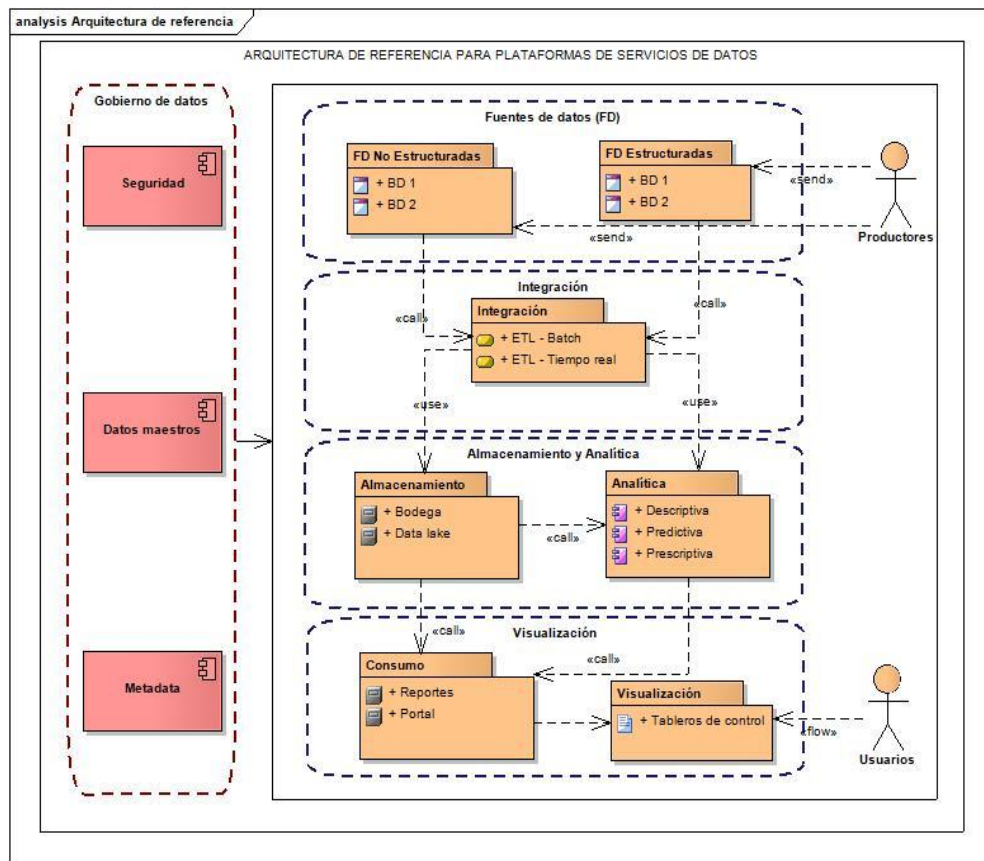 analysis Arquitectura de referencia
ARQUITECTURA DE REFERENCIA PARA PLATAFORMAS DE SERVICIOS DE DATOS
Gobierno de datos
Seguridad
Datos maestros
Metadata
Fuentes de datos (FD)
FD No Estructuradas
+ BD 1
+ BD 2
FD Estructuradas
+ BD 1
+ BD 2
«send»
«send»
Productores
«call»
«call»
Integración
Integración
+ ETL - Batch
+ ETL - Tiempo real
«use»
«use»
Almacenamiento y Analítica
Almacenamiento
+ Bodega
+ Data lake
«call»
Analítica
+ Descriptiva
+ Predictiva
+ Prescriptiva
«call»
«call»
Visualización
Consumo
+ Reportes
+ Portal
Visualización
+ Tableros de control
«flow»
Usuarios